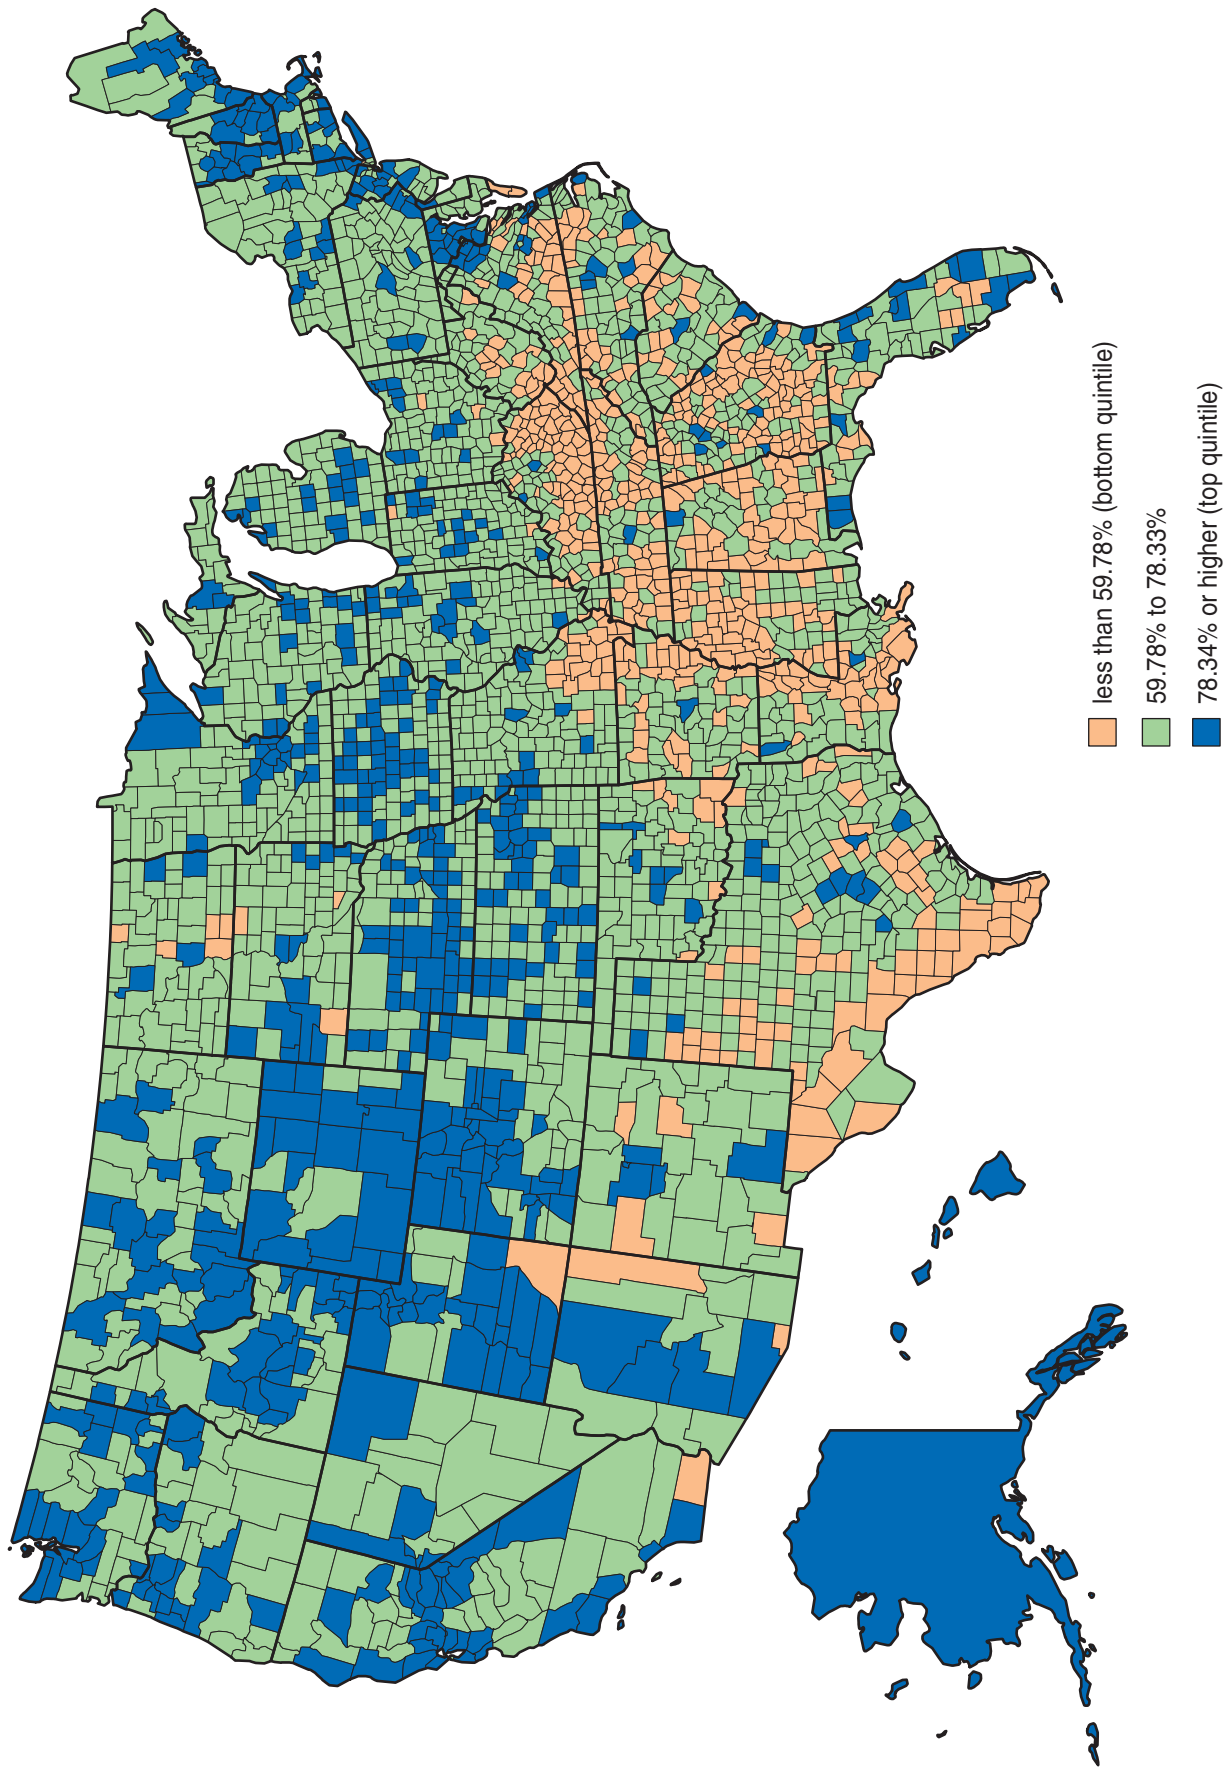 less than 59.78% (bottom quintile)
59.78% to 78.33%
78.34% or higher (top quintile)